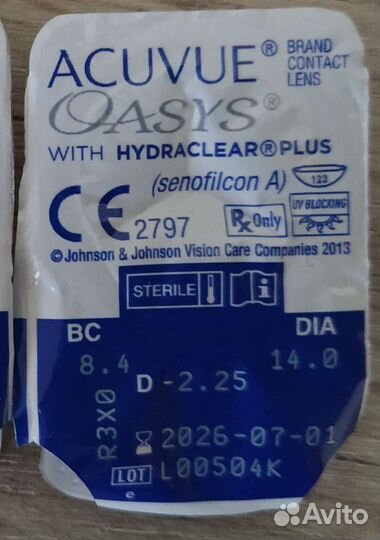 ACUVUE® BRAND CONTACT LENS
OASYS®
WITH HYDRACLEAR® PLUS
(senofilcon A) 123
CE 2797 Rx Only UV BLOCKING
© Johnson & Johnson Vision Care Companies 2013
STERILE i
BC DIA
8.4 14.0
D -2.25
R3X0
2026-07-01
LOT L00504K
e
Avito